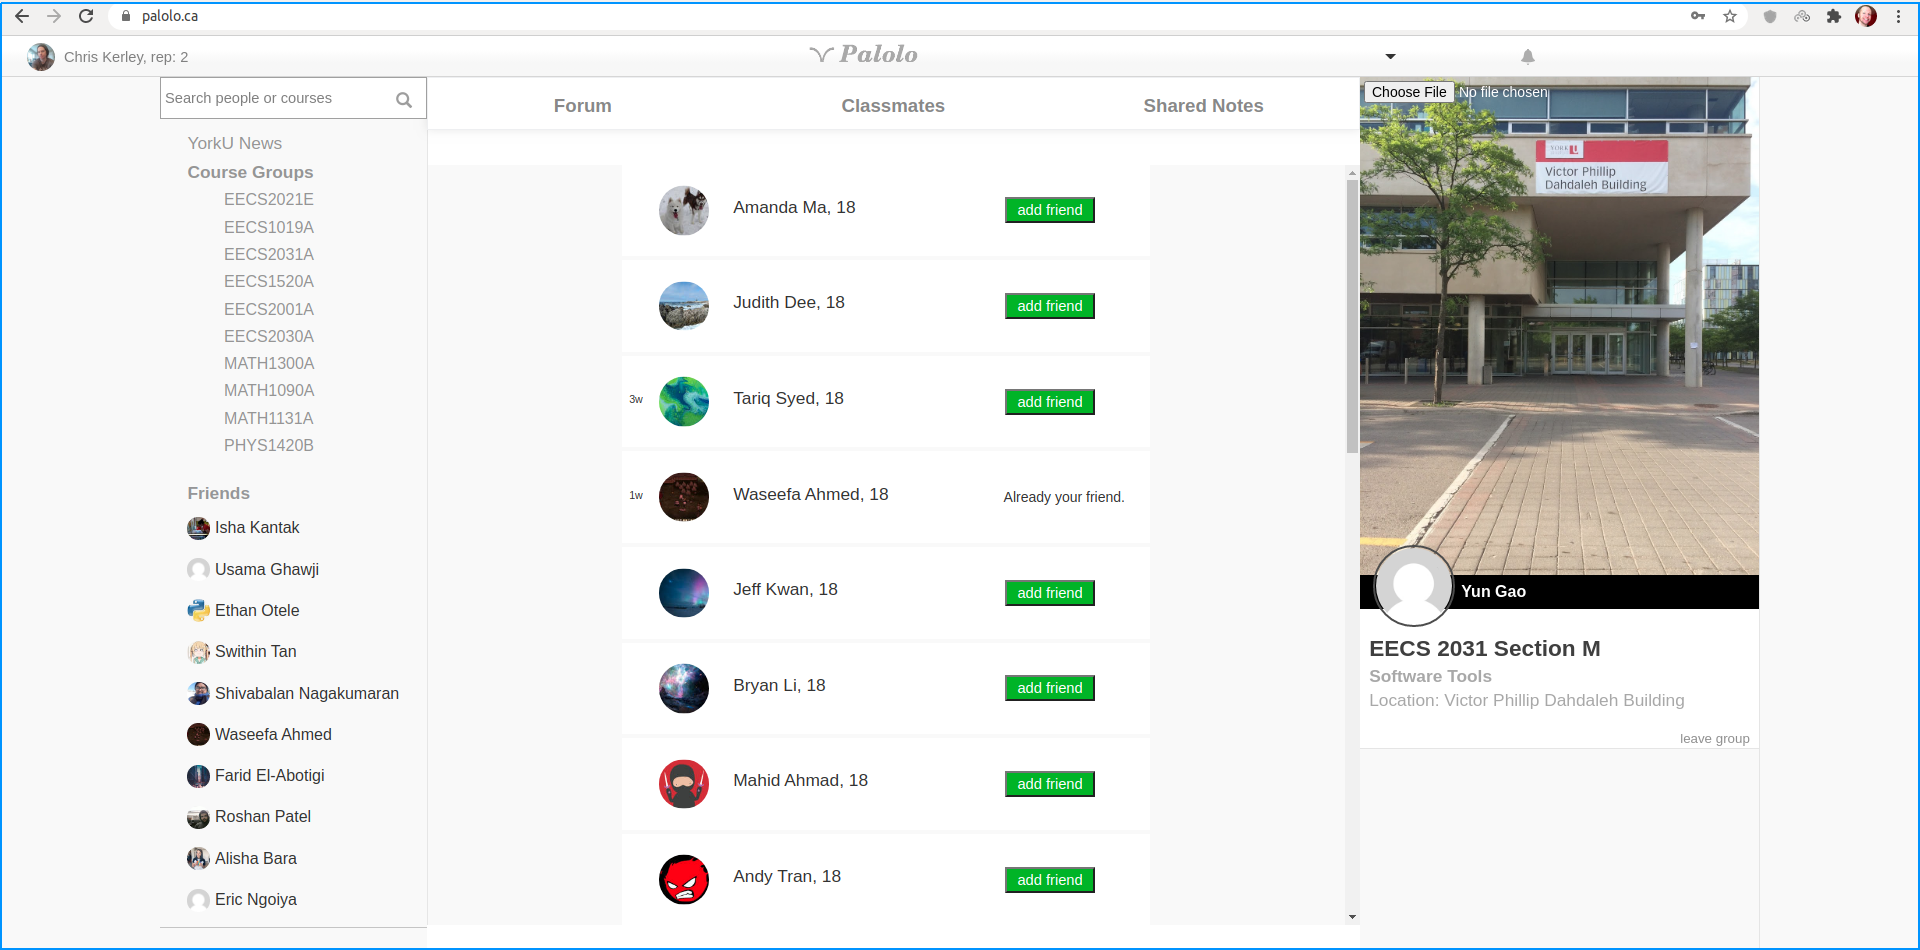 palolo.ca
Chris Kerley, rep: 2
Palolo
Search people or courses
YorkU News
Course Groups
EECS2021E
EECS1019A
EECS2031A
EECS1520A
EECS2001A
EECS2030A
MATH1300A
MATH1090A
MATH1131A
PHYS1420B
Friends
Isha Kantak
Usama Ghawji
Ethan Otele
Swithin Tan
Shivabalan Nagakumaran
Waseefa Ahmed
Farid El-Abotigi
Roshan Patel
Alisha Bara
Eric Ngoiya
Forum Classmates Shared Notes
Amanda Ma, 18 add friend
Judith Dee, 18 add friend
3w Tariq Syed, 18 add friend
1w Waseefa Ahmed, 18 Already your friend.
Jeff Kwan, 18 add friend
Bryan Li, 18 add friend
Mahid Ahmad, 18 add friend
Andy Tran, 18 add friend
Choose File No file chosen
YORK U
Victor Phillip
Dahdaleh Building
Yun Gao
EECS 2031 Section M
Software Tools
Location: Victor Phillip Dahdaleh Building
leave group